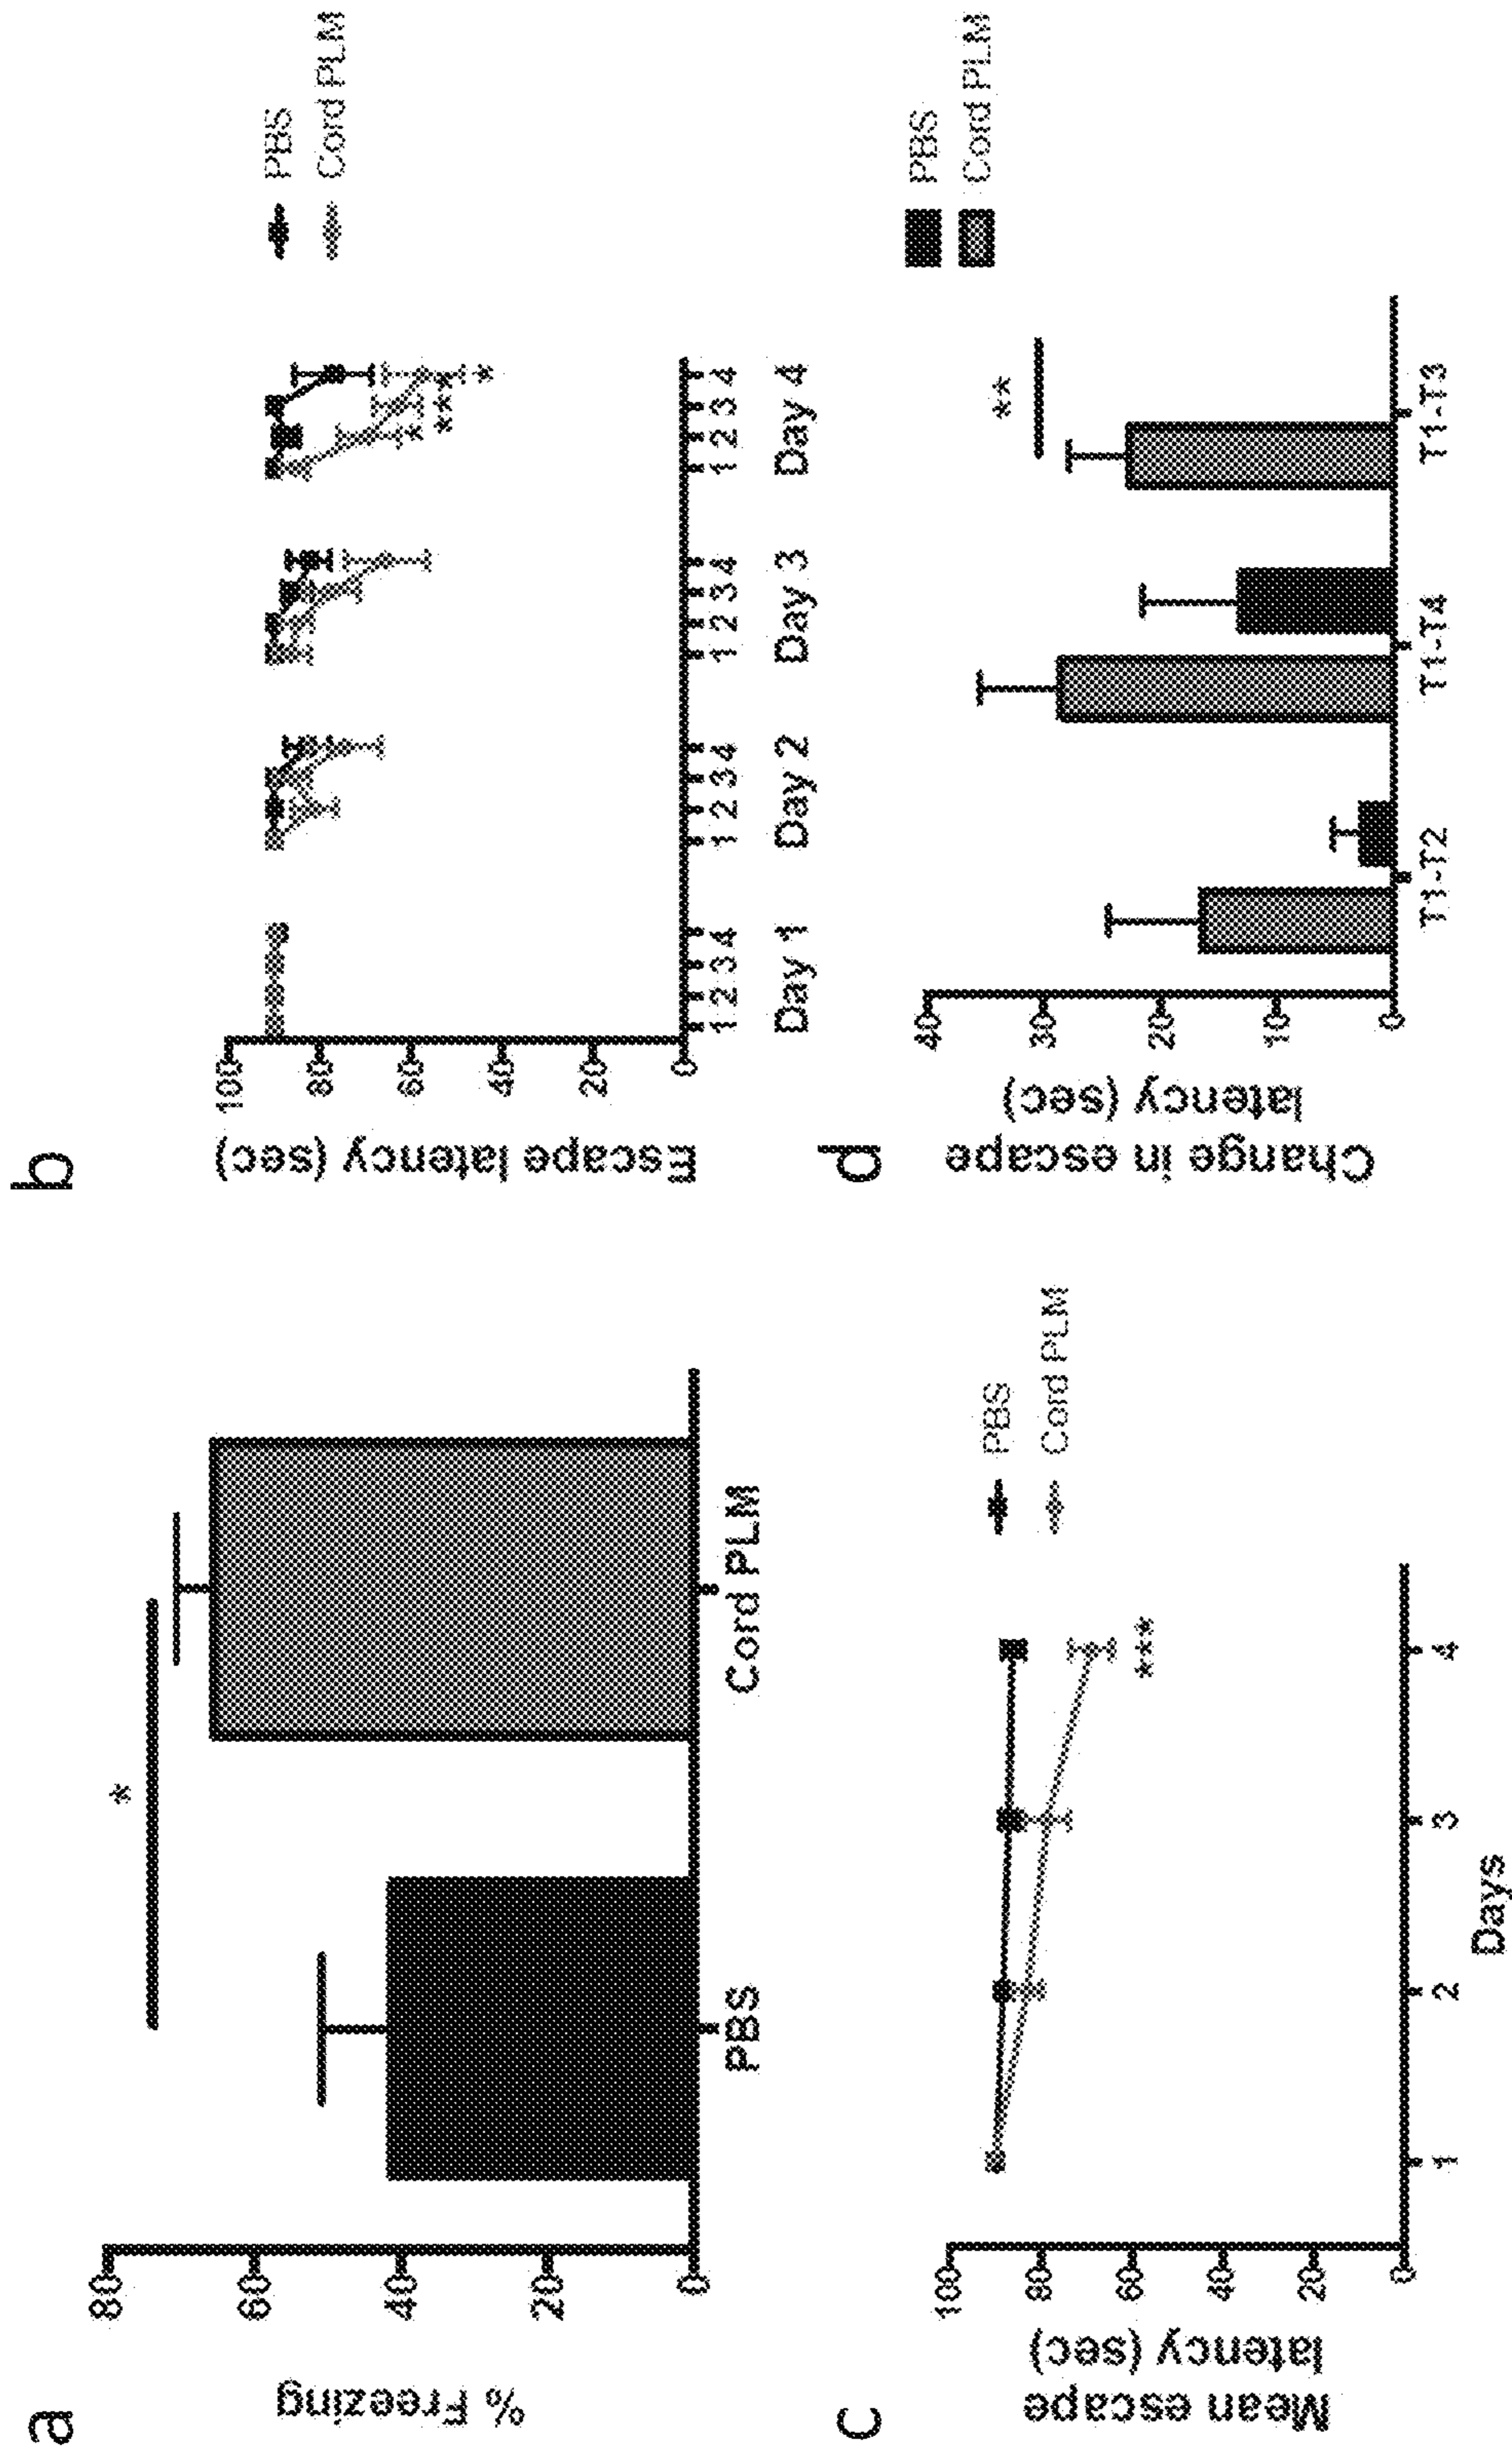 a
% Freezing
80
60
40
20
0
PBS
Cord PLM
*
b
Escape latency (sec)
100
80
60
40
20
0
1 2 3 4
1 2 3 4
1 2 3 4
1 2 3 4
Day 1
Day 2
Day 3
Day 4
*
***
*
PBS
Cord PLM
c
Mean escape
latency (sec)
100
80
60
40
20
0
1
2
3
4
Days
***
PBS
Cord PLM
d
Change in escape
latency (sec)
40
30
20
10
0
T1-T2
T1-T4
T1-T3
**
PBS
Cord PLM